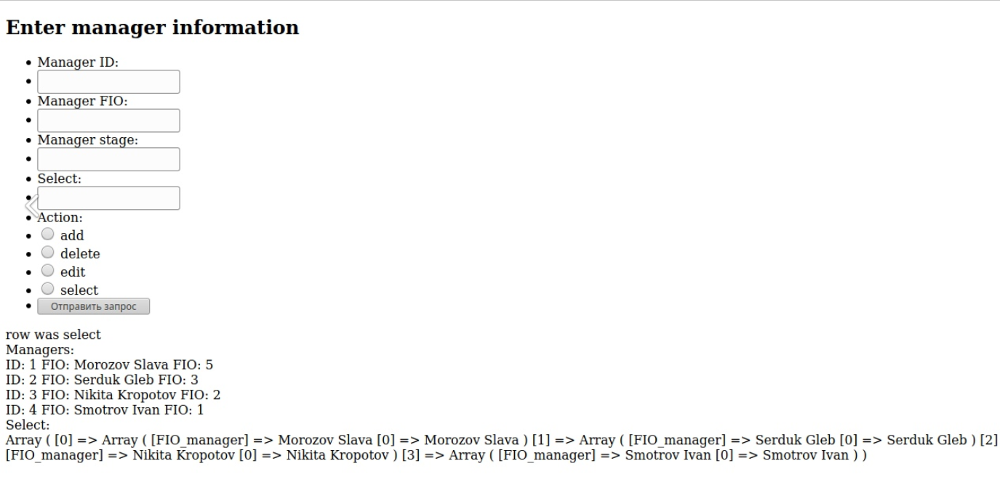 Enter manager information
Manager ID:
Manager FIO:
Manager stage:
Select:
Action:
add
delete
edit
select
Отправить запрос
row was select
Managers:
ID: 1 FIO: Morozov Slava FIO: 5
ID: 2 FIO: Serduk Gleb FIO: 3
ID: 3 FIO: Nikita Kropotov FIO: 2
ID: 4 FIO: Smotrov Ivan FIO: 1
Select:
Array ( [0] => Array ( [FIO_manager] => Morozov Slava [0] => Morozov Slava ) [1] => Array ( [FIO_manager] => Serduk Gleb [0] => Serduk Gleb ) [2]
[FIO_manager] => Nikita Kropotov [0] => Nikita Kropotov ) [3] => Array ( [FIO_manager] => Smotrov Ivan [0] => Smotrov Ivan ) )